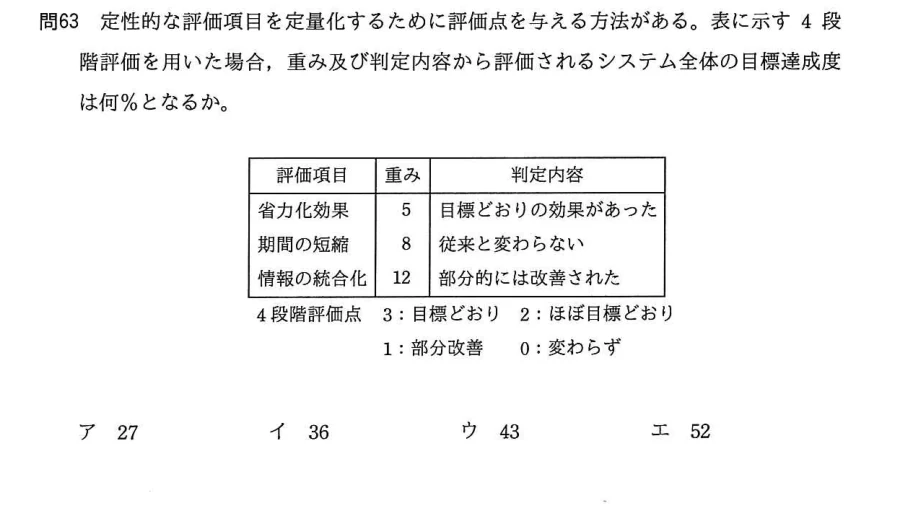 問63 定性的な評価項目を定量化するために評価点を与える方法がある。表に示す 4 段
階評価を用いた場合，重み及び判定内容から評価されるシステム全体の目標達成度
は何％となるか。
評価項目 重み 判定内容
省力化効果 5 目標どおりの効果があった
期間の短縮 8 従来と変わらない
情報の統合化 12 部分的には改善された
4 段階評価点 3：目標どおり 2：ほぼ目標どおり
1：部分改善 0：変わらず
ア 27 イ 36 ウ 43 エ 52